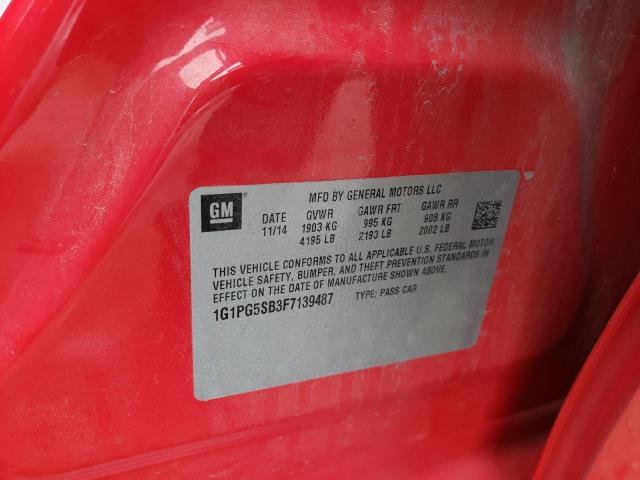 GM
MFD BY GENERAL MOTORS LLC
DATE GVWR GAWR FRT GAWR RR
11/14 1903 KG 995 KG 908 KG
4195 LB 2193 LB 2002 LB
THIS VEHICLE CONFORMS TO ALL APPLICABLE U.S. FEDERAL MOTOR
VEHICLE SAFETY, BUMPER, AND THEFT PREVENTION STANDARDS IN
EFFECT ON THE DATE OF MANUFACTURE SHOWN ABOVE.
1G1PG5SB3F7139487 TYPE: PASS CAR